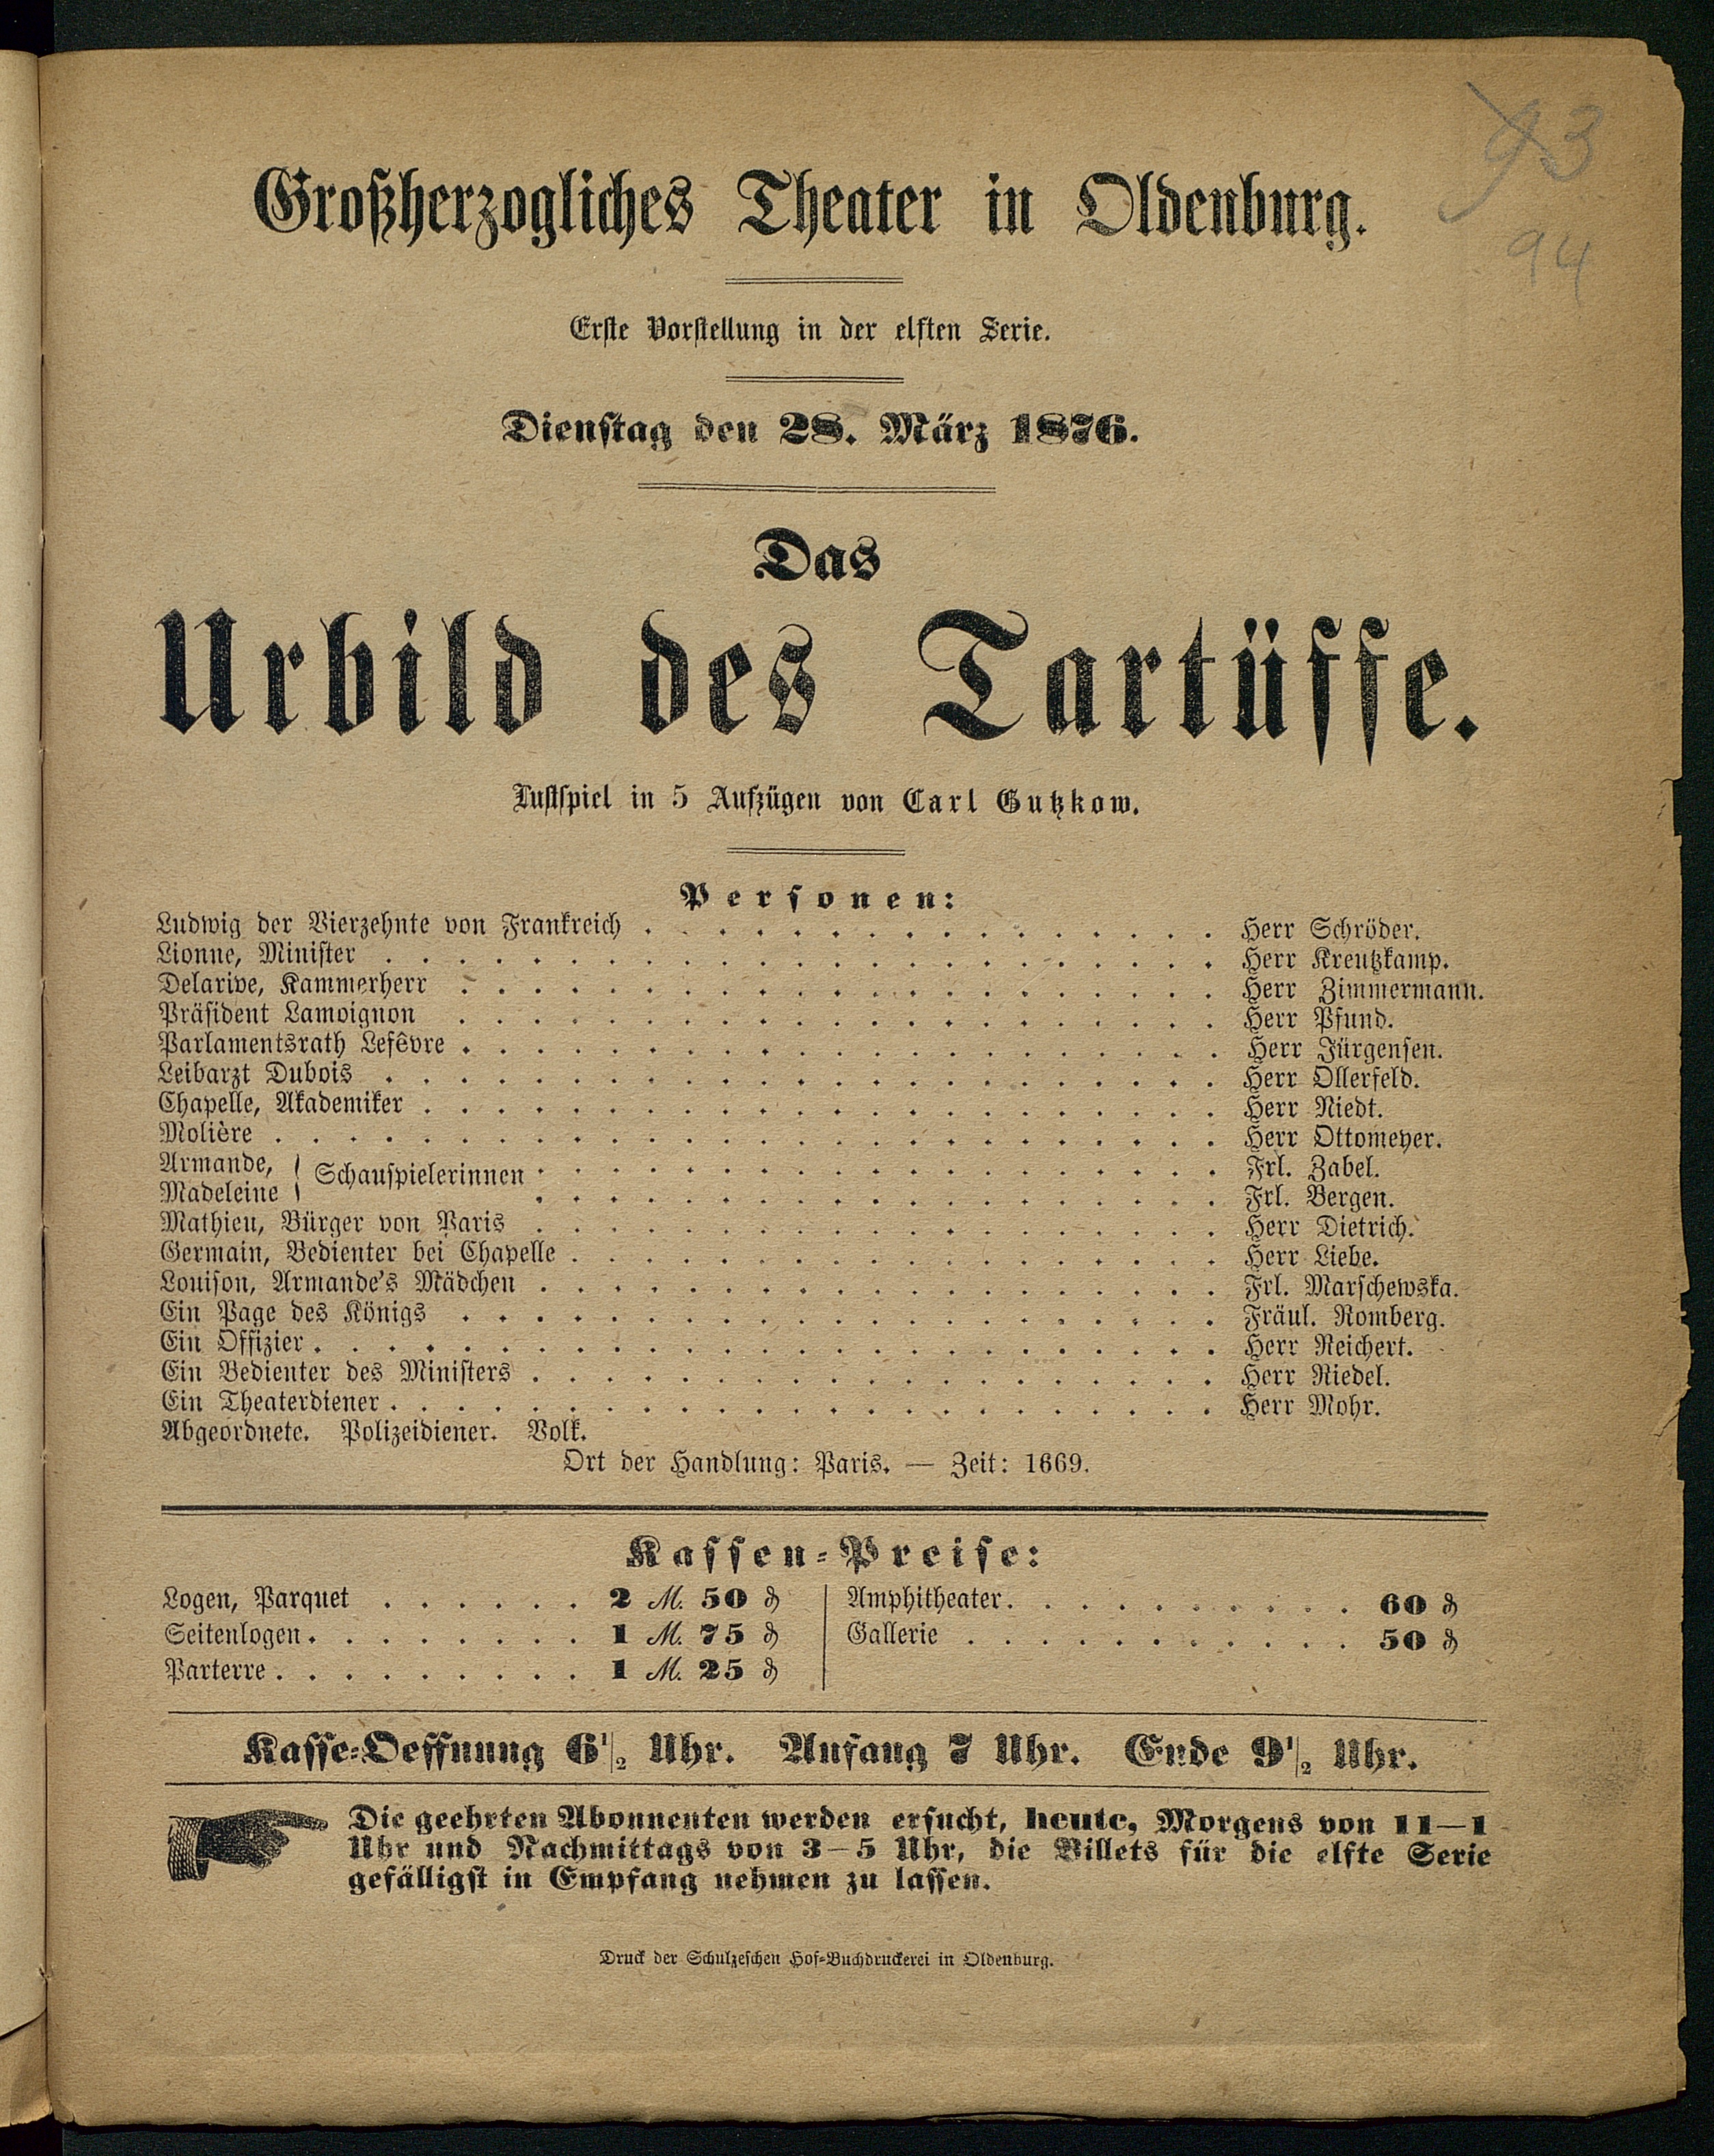 93
94
Großherzogliches Theater in Oldenburg.
Erste Vorstellung in der elften Serie.
Dienstag den 28. März 1876.
Das
Urbild des Tartüffe.
Lustspiel in 5 Aufzügen von Carl Gutzkow.
Personen:
Ludwig der Vierzehnte von Frankreich . . . . Herr Schröder.
Lionne, Minister . . . . Herr Kreutzkamp.
Delarive, Kammerherr . . . . Herr Zimmermann.
Präsident Lamoignon . . . . Herr Pfund.
Parlamentsrath Lefêvre . . . . Herr Jürgensen.
Leibarzt Dubois . . . . Herr Ollerfeld.
Chapelle, Akademiker . . . . Herr Niedt.
Molière . . . . Herr Ottomeyer.
Armande, } Schauspielerinnen . . . . Frl. Zabel.
Madeleine } . . . . Frl. Bergen.
Mathieu, Bürger von Paris . . . . Herr Dietrich.
Germain, Bedienter bei Chapelle . . . . Herr Liebe.
Louison, Armande's Mädchen . . . . Frl. Marschewska.
Ein Page des Königs . . . . Fräul. Romberg.
Ein Offizier . . . . Herr Reichert.
Ein Bedienter des Ministers . . . . Herr Riedel.
Ein Theaterdiener . . . . Herr Mohr.
Abgeordnete. Polizeidiener. Volk.
Ort der Handlung: Paris. — Zeit: 1669.
Kassen-Preise:
Logen, Parquet . . . . 2 M. 50 ₰
Seitenlogen . . . . 1 M. 75 ₰
Parterre . . . . 1 M. 25 ₰
Amphitheater . . . . 60 ₰
Gallerie . . . . 50 ₰
Kasse-Oeffnung 6 1/2 Uhr. Anfang 7 Uhr. Ende 9 1/2 Uhr.
Die geehrten Abonnenten werden ersucht, heute, Morgens von 11—1
Uhr und Nachmittags von 3—5 Uhr, die Billets für die elfte Serie
gefälligst in Empfang nehmen zu lassen.
Druck der Schulzeschen Hof-Buchdruckerei in Oldenburg.